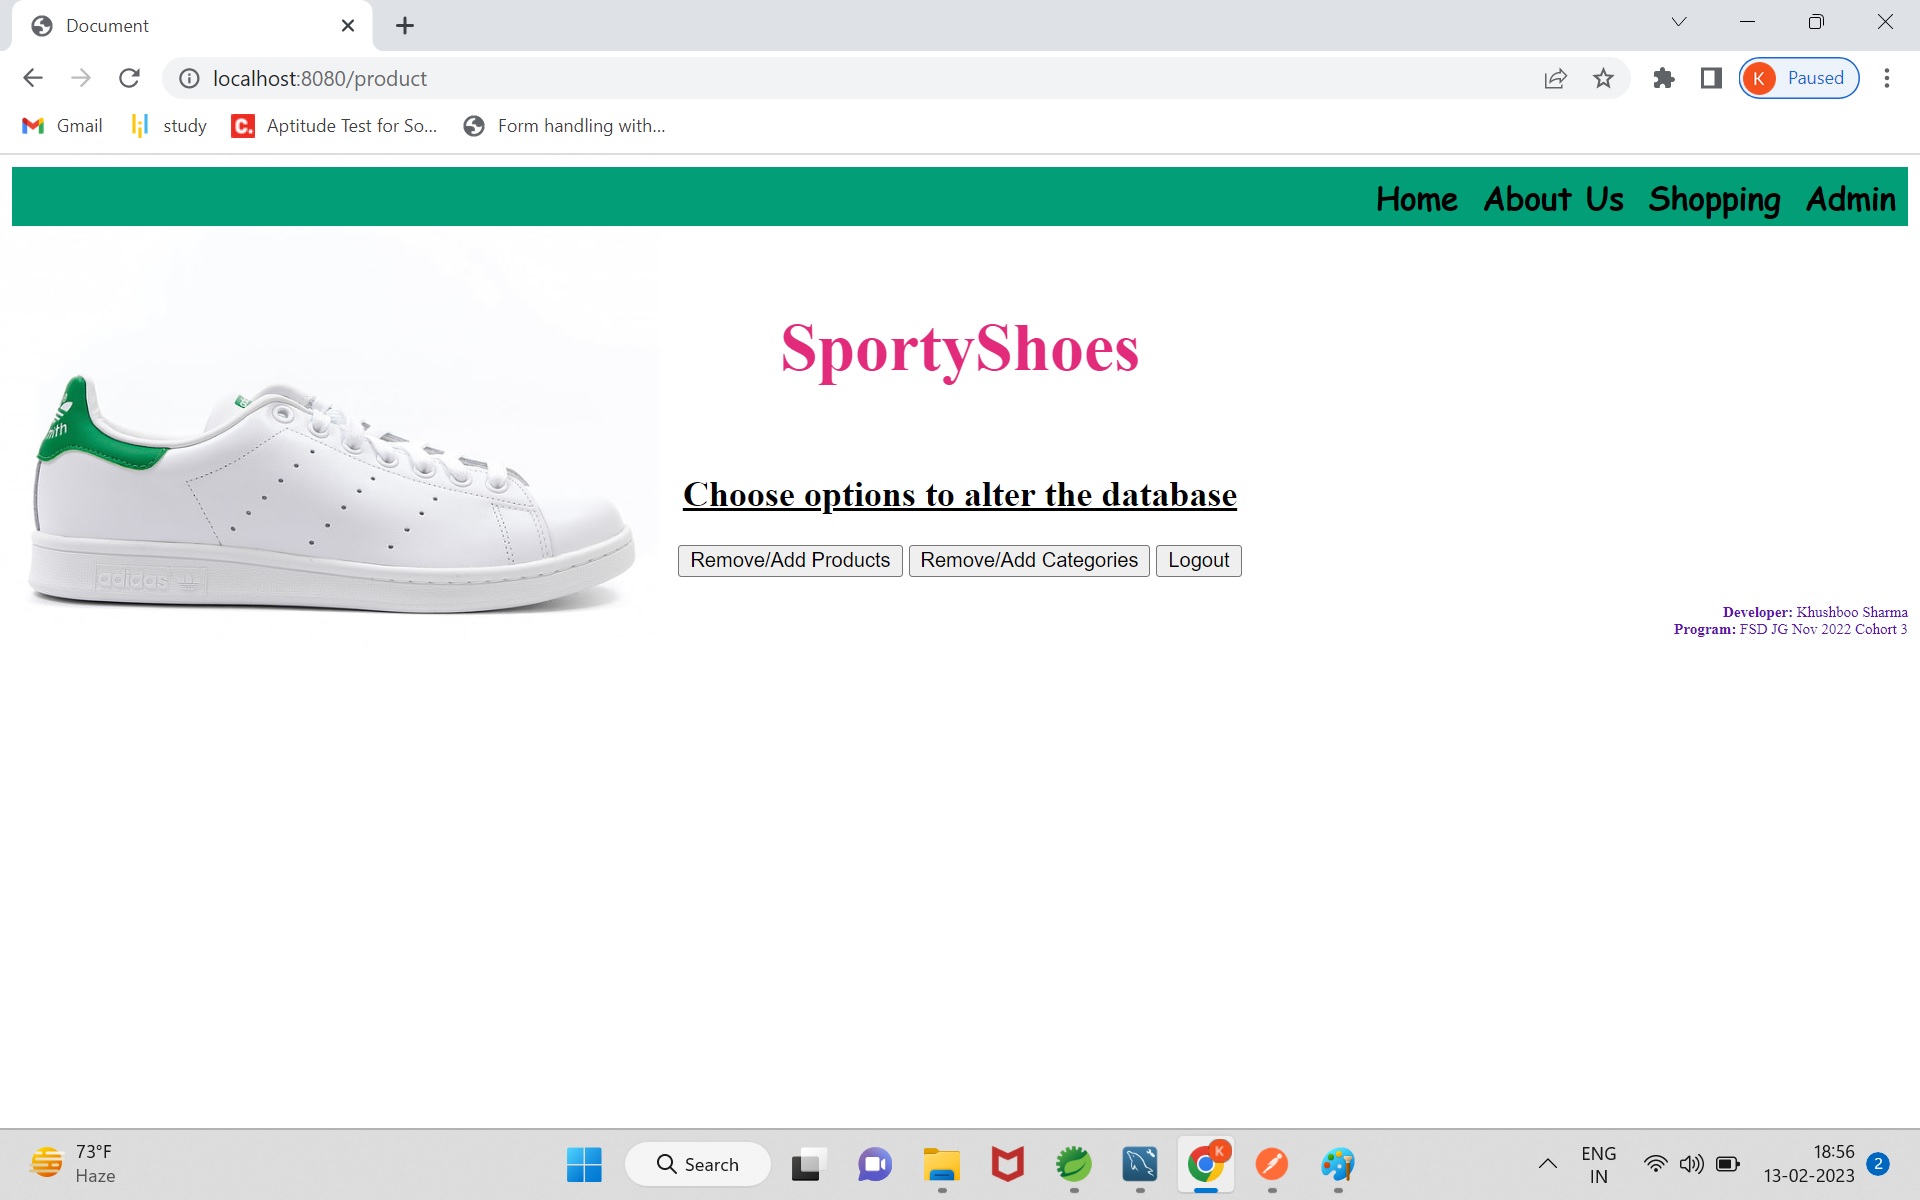 Document
localhost:8080/product
K Paused
Gmail study C. Aptitude Test for So... Form handling with...
Home About Us Shopping Admin
SportyShoes
Choose options to alter the database
Remove/Add Products Remove/Add Categories Logout
adidas
Developer: Khushboo Sharma
Program: FSD JG Nov 2022 Cohort 3
73°F
Haze
Search
K
ENG
IN
18:56
13-02-2023
2